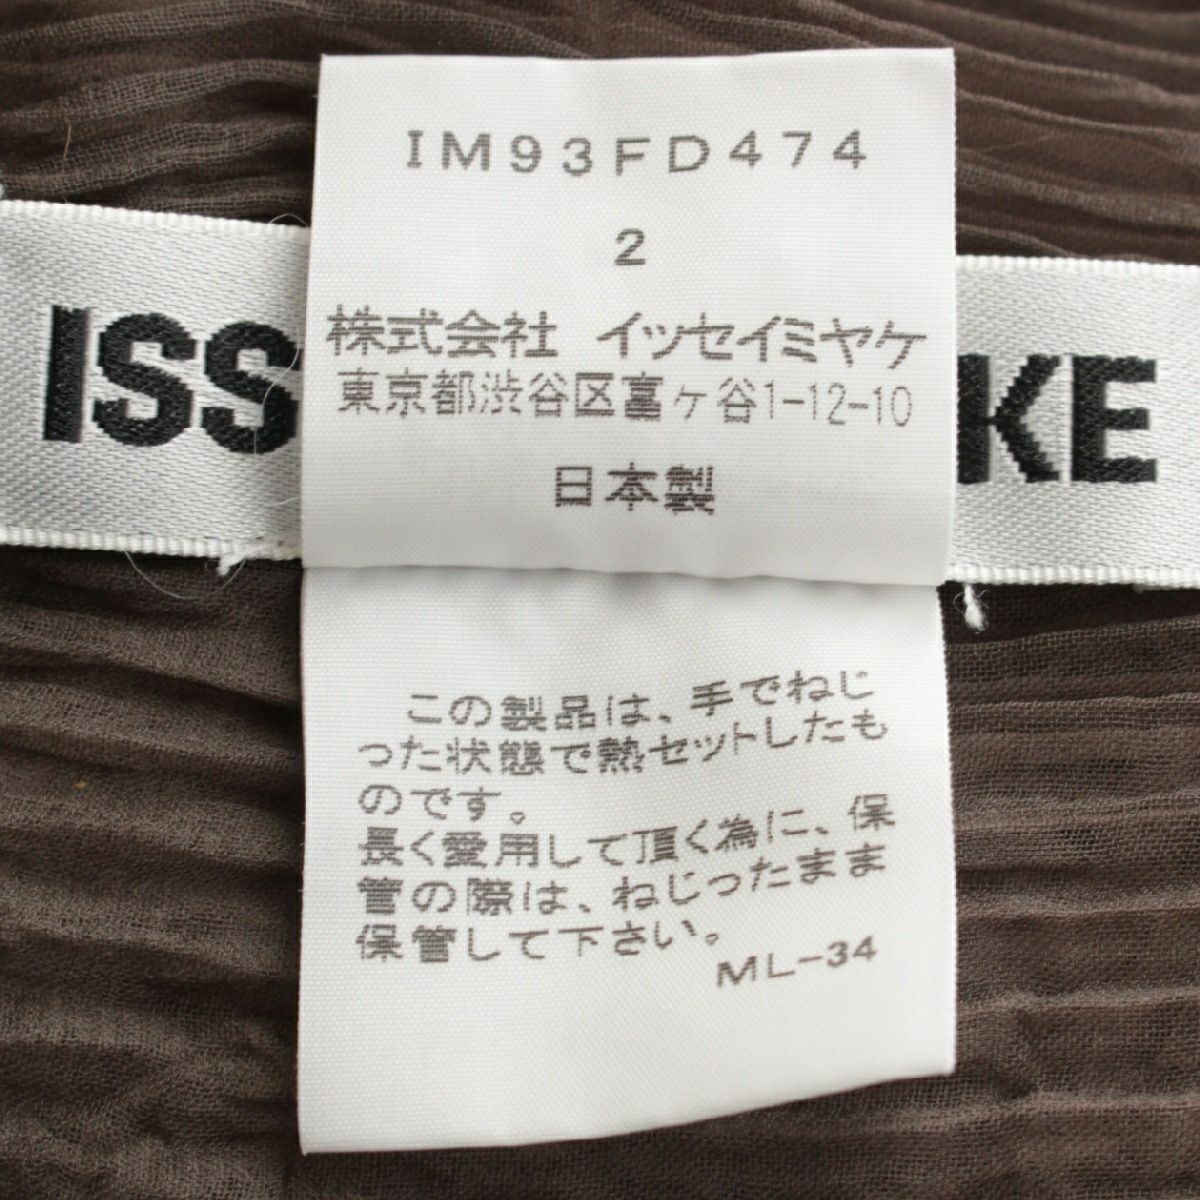 IM93FD474
2
ISS KE
株式会社 イッセイミヤケ
東京都渋谷区富ヶ谷1-12-10
日本製
この製品は、手でねじ
った状態で熱セットしたも
のです。
長く愛用して頂く為に、保
管の際は、ねじったまま
保管して下さい。
ML-34